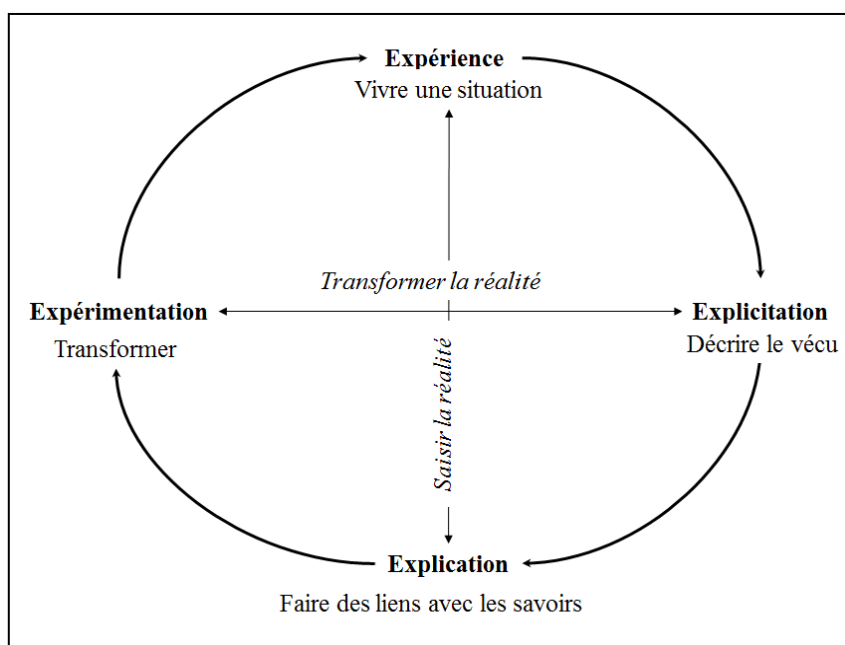 Expérience
Vivre une situation
Transformer la réalité
Expérimentation
Transformer
Explicitation
Décrire le vécu
Saisir la réalité
Explication
Faire des liens avec les savoirs